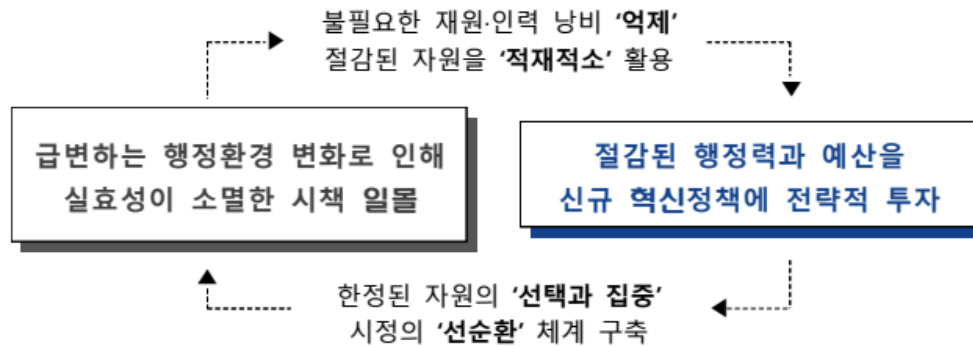 불필요한 재원·인력 낭비 ‘억제’
절감된 자원을 ‘적재적소’ 활용
급변하는 행정환경 변화로 인해
실효성이 소멸한 시책 일몰
절감된 행정력과 예산을
신규 혁신정책에 전략적 투자
한정된 자원의 ‘선택과 집중’
시정의 ‘선순환’ 체계 구축